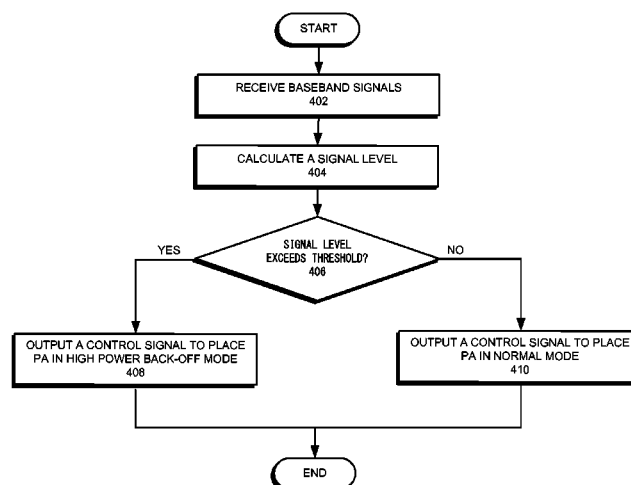 START
RECEIVE BASEBAND SIGNALS
402
CALCULATE A SIGNAL LEVEL
404
SIGNAL LEVEL
EXCEEDS THRESHOLD?
406
YES
NO
OUTPUT A CONTROL SIGNAL TO PLACE
PA IN HIGH POWER BACK-OFF MODE
408
OUTPUT A CONTROL SIGNAL TO PLACE
PA IN NORMAL MODE
410
END